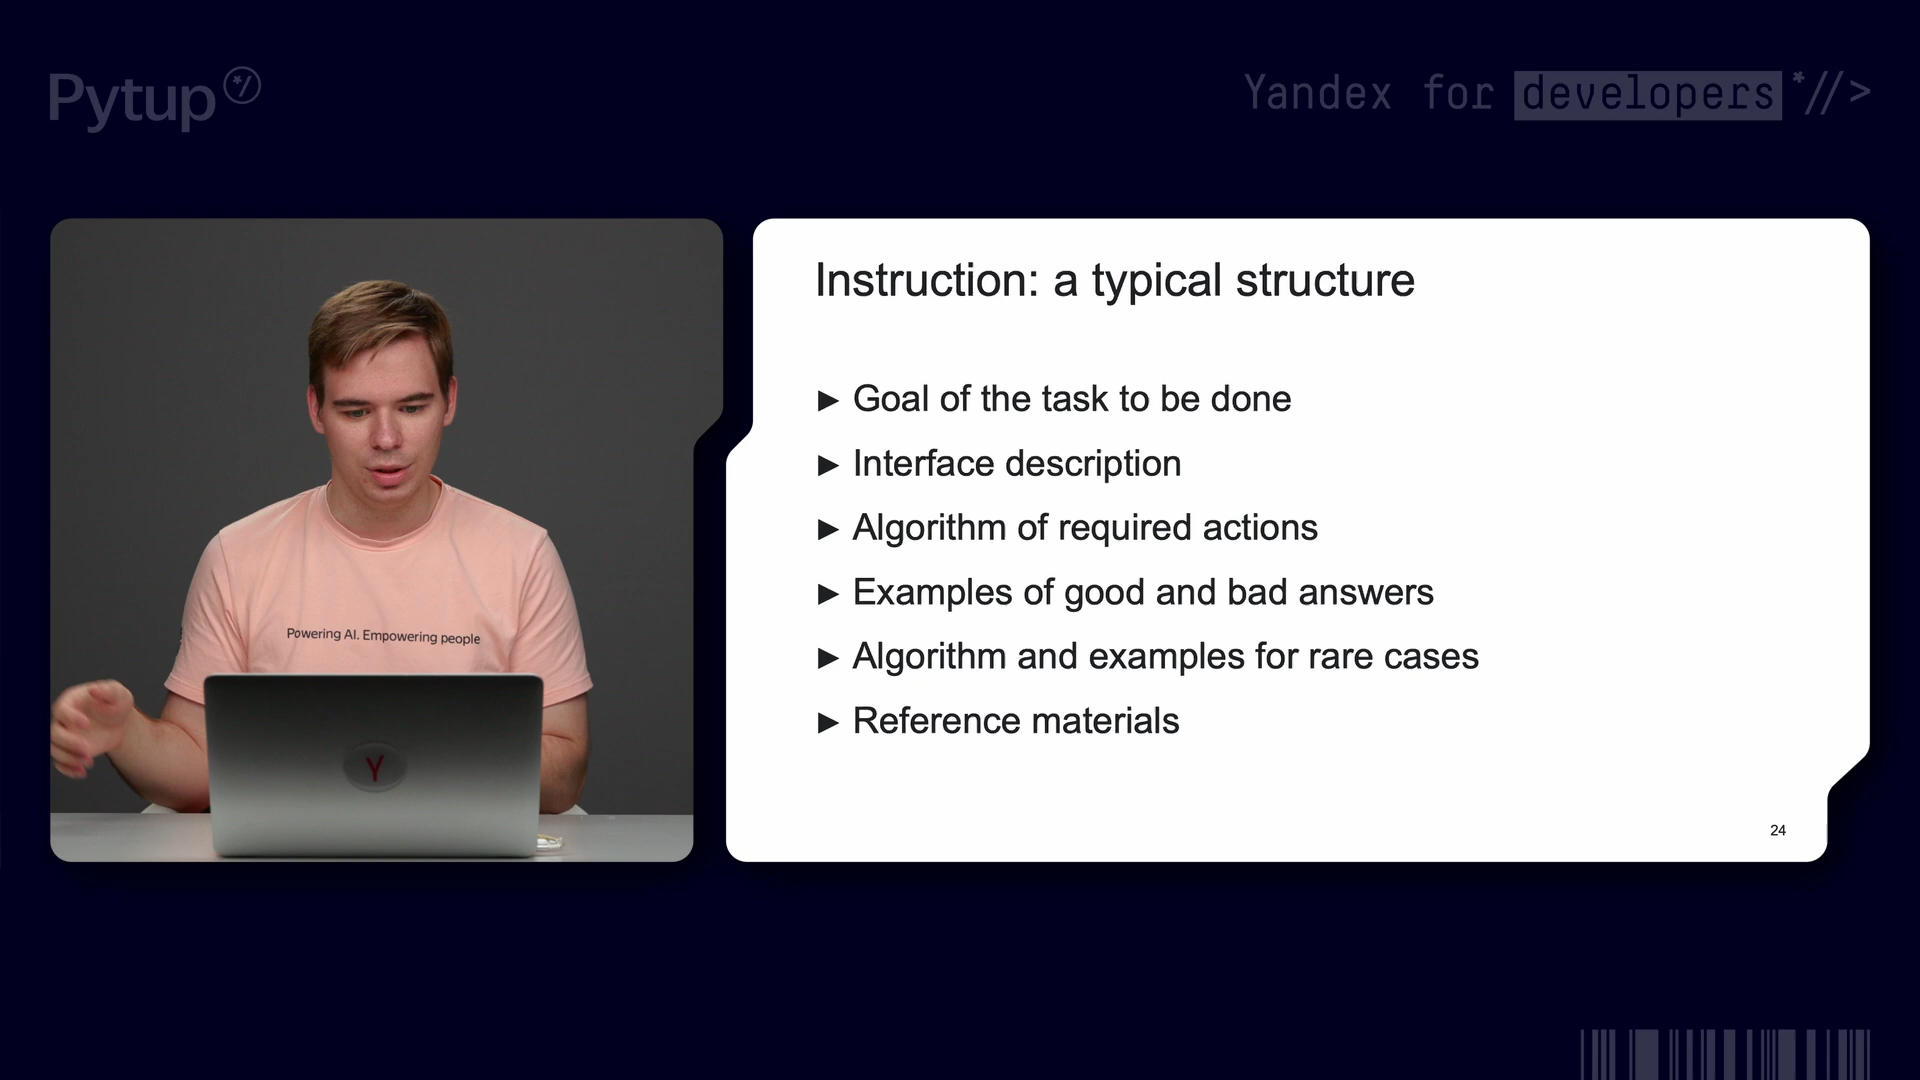 Pytup*/
Yandex for developers*//>
Instruction: a typical structure
► Goal of the task to be done
► Interface description
► Algorithm of required actions
► Examples of good and bad answers
► Algorithm and examples for rare cases
► Reference materials
24
Powering AI. Empowering people
Y